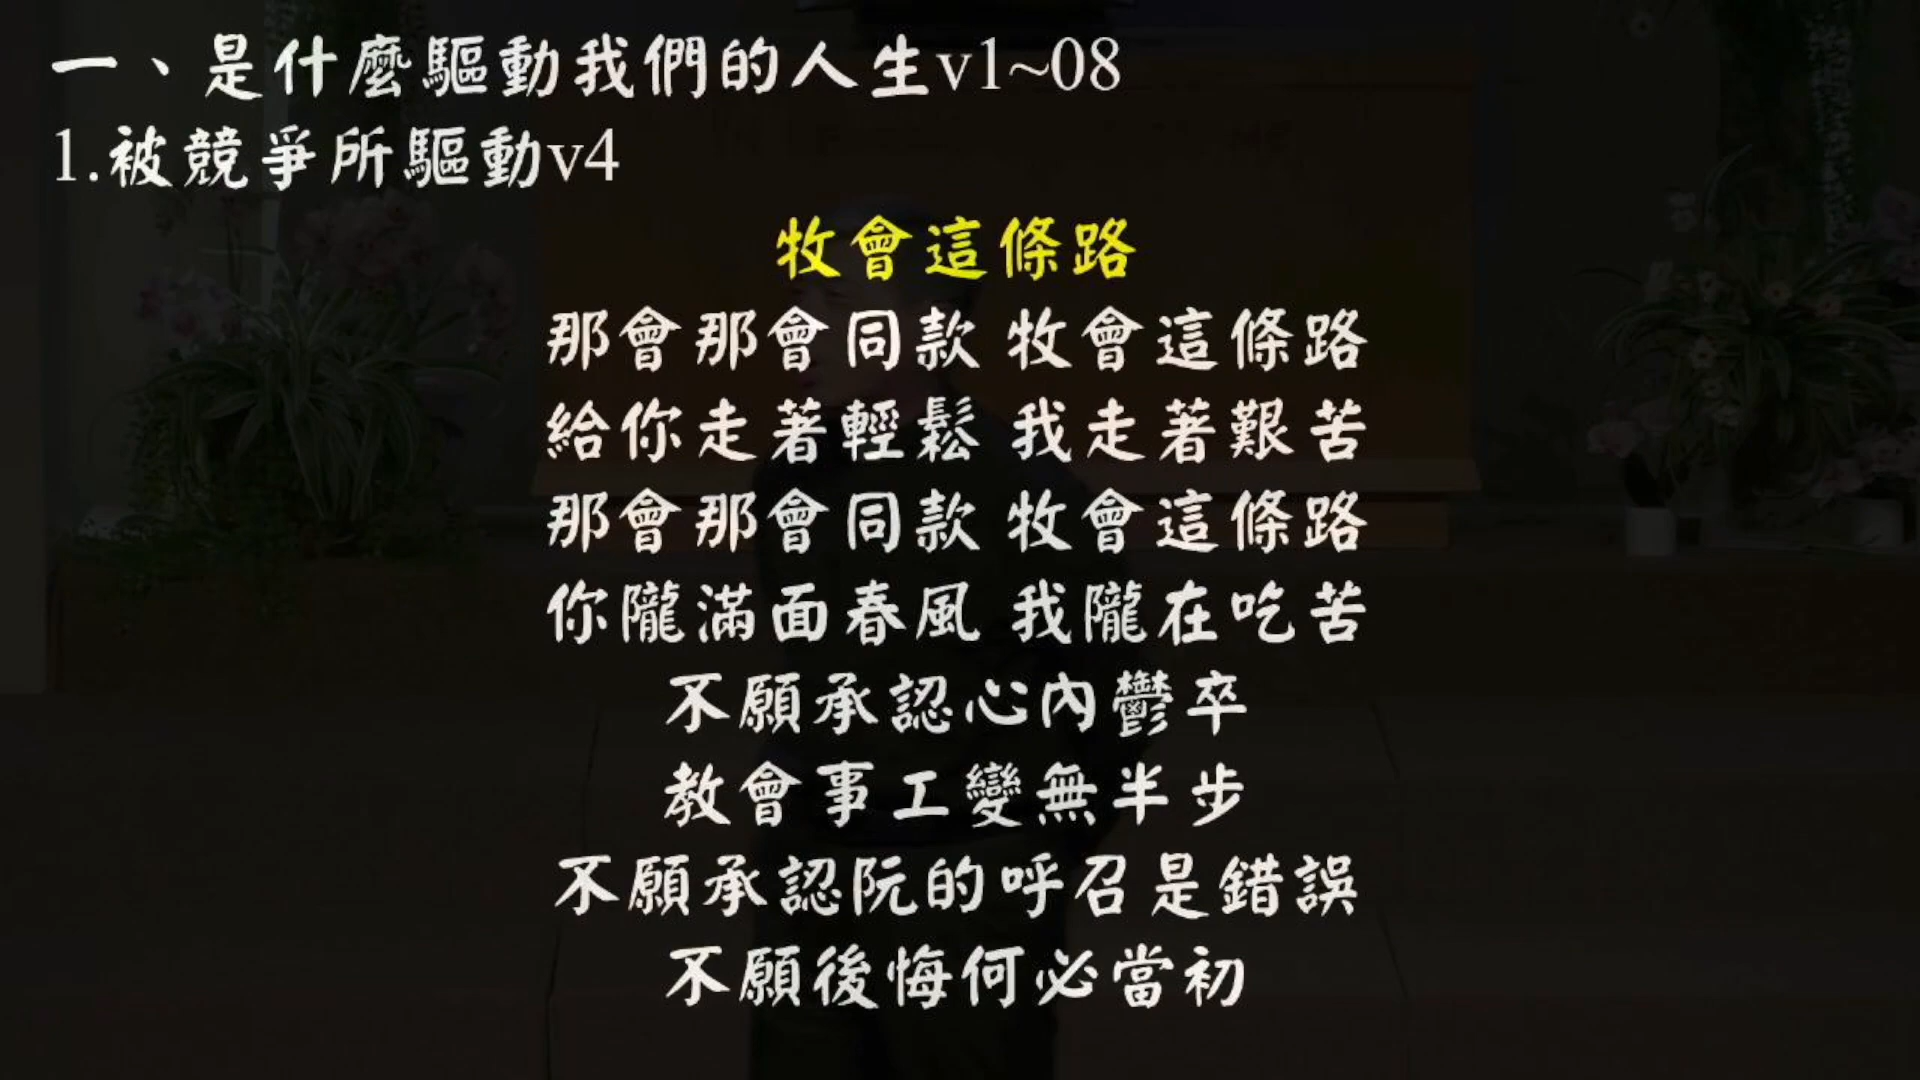 一、是什麼驅動我們的人生v1~08
1.被競爭所驅動v4
牧會這條路
那會那會同款 牧會這條路
給你走著輕鬆 我走著艱苦
那會那會同款 牧會這條路
你隴滿面春風 我隴在吃苦
不願承認心內鬱卒
教會事工變無半步
不願承認阮的呼召是錯誤
不願後悔何必當初